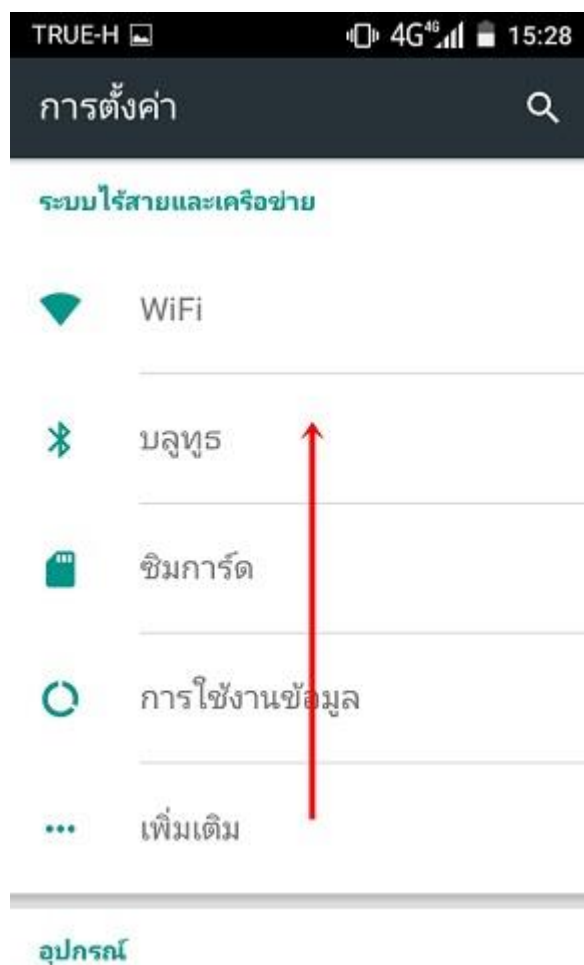 TRUE-H 4G 4G 15:28
การตั้งค่า
ระบบไร้สายและเครือข่าย
WiFi
บลูทูธ
ซิมการ์ด
การใช้งานข้อมูล
เพิ่มเติม
อุปกรณ์